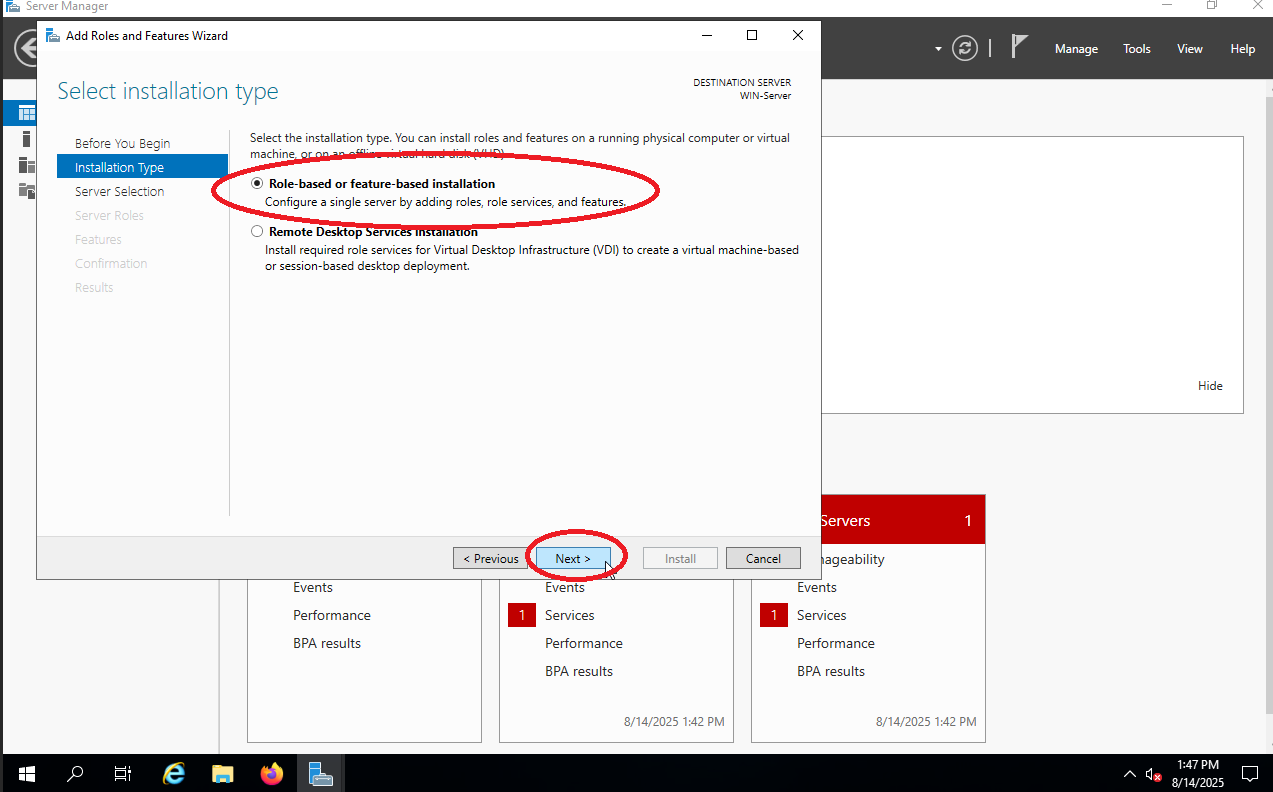 Server Manager
Add Roles and Features Wizard
Manage
Tools
View
Help
Select installation type
DESTINATION SERVER
WIN-Server
Before You Begin
Installation Type
Server Selection
Server Roles
Features
Confirmation
Results
Select the installation type. You can install roles and features on a running physical computer or virtual
machine, or on an offline virtual hard disk (VHD).
Role-based or feature-based installation
Configure a single server by adding roles, role services, and features.
Remote Desktop Services installation
Install required role services for Virtual Desktop Infrastructure (VDI) to create a virtual machine-based
or session-based desktop deployment.
Hide
< Previous
Next >
Install
Cancel
Servers
1
nageability
Events
Performance
BPA results
Events
1
Services
Performance
BPA results
8/14/2025 1:42 PM
Events
1
Services
Performance
BPA results
8/14/2025 1:42 PM
1:47 PM
8/14/2025